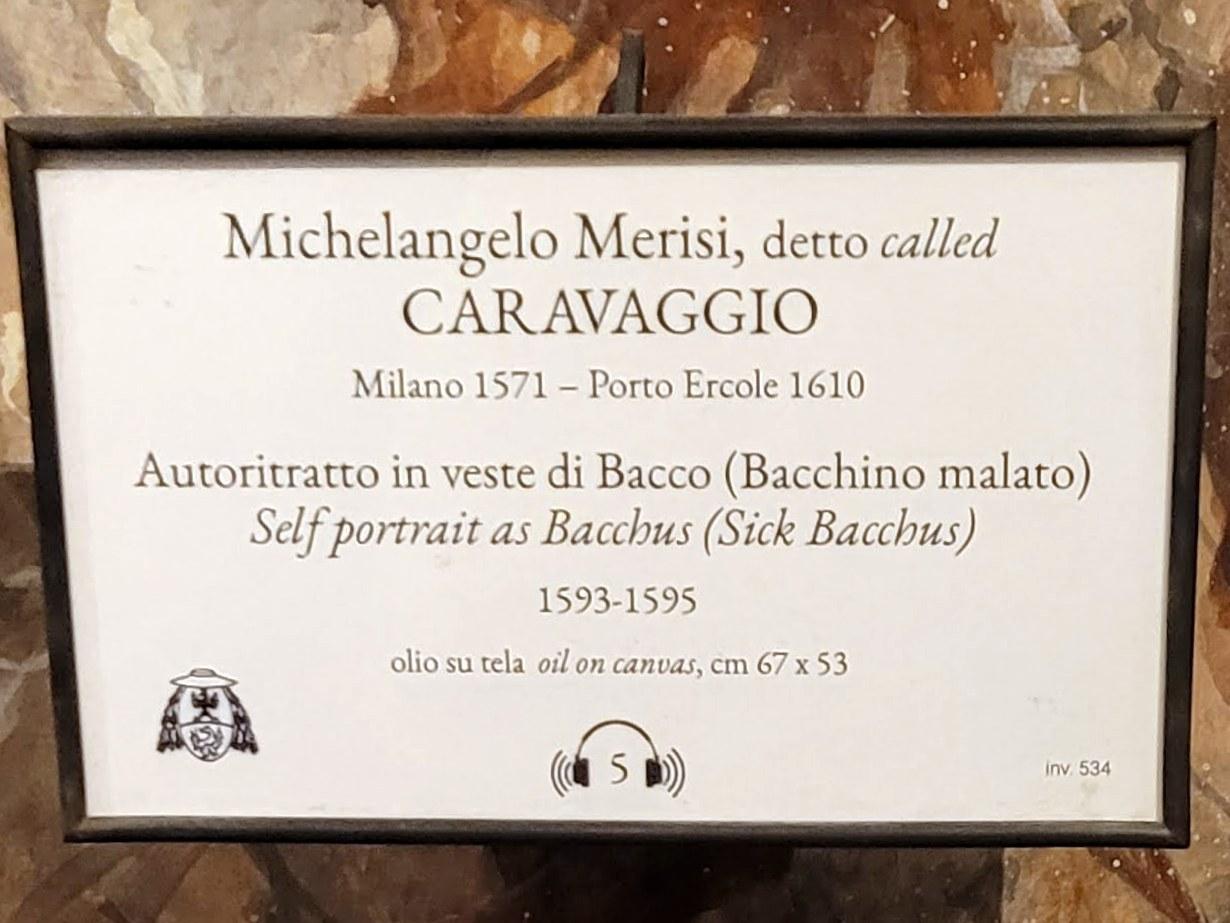 Michelangelo Merisi, detto called
CARAVAGGIO
Milano 1571 – Porto Ercole 1610
Autoritratto in veste di Bacco (Bacchino malato)
Self portrait as Bacchus (Sick Bacchus)
1593-1595
olio su tela oil on canvas, cm 67 x 53
5
inv. 534